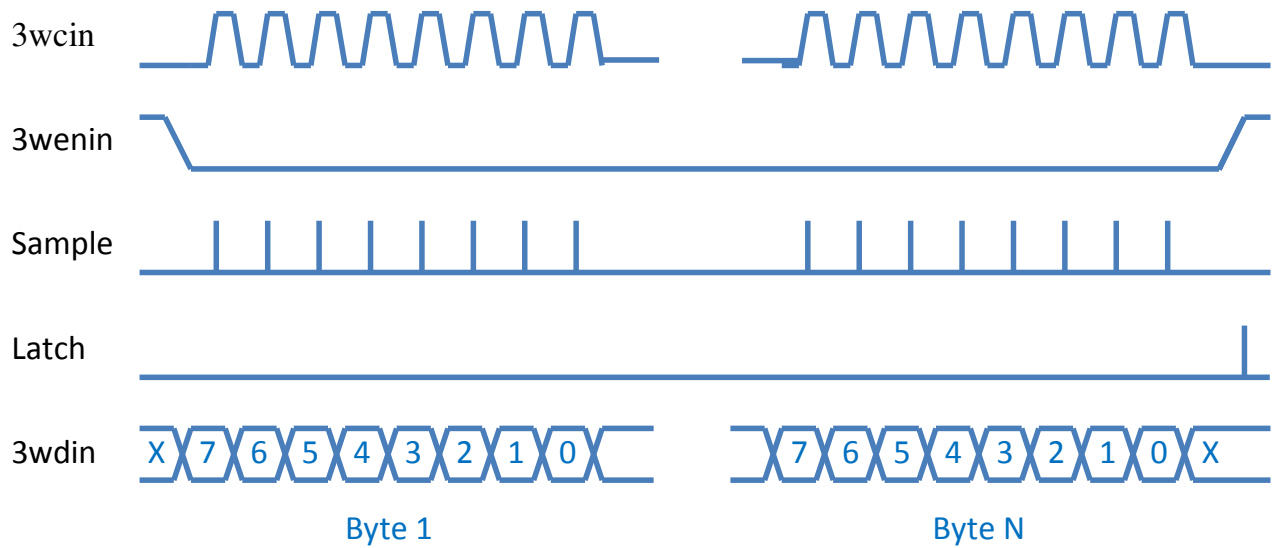 3wcin
3wenin
Sample
Latch
3wdin X 7 6 5 4 3 2 1 0 7 6 5 4 3 2 1 0 X
Byte 1 Byte N